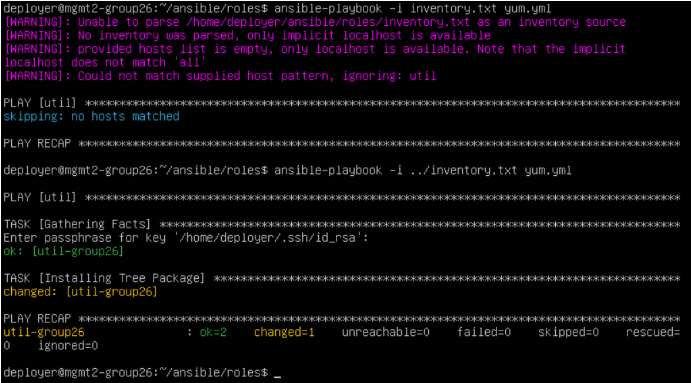 deployer@mgmt2-group26:~/ansible/roles$ ansible-playbook -i inventory.txt yum.yml
[WARNING]: Unable to parse /home/deployer/ansible/roles/inventory.txt as an inventory source
[WARNING]: No inventory was parsed, only implicit localhost is available
[WARNING]: provided hosts list is empty, only localhost is available. Note that the implicit
localhost does not match 'all'
[WARNING]: Could not match supplied host pattern, ignoring: util
PLAY [util] *********************************************************************************
skipping: no hosts matched
PLAY RECAP **********************************************************************************
deployer@mgmt2-group26:~/ansible/roles$ ansible-playbook -i ../inventory.txt yum.yml
PLAY [util] *********************************************************************************
TASK [Gathering Facts] **********************************************************************
Enter passphrase for key '/home/deployer/.ssh/id_rsa':
ok: [util-group26]
TASK [Installing Tree Package] **************************************************************
changed: [util-group26]
PLAY RECAP **********************************************************************************
util-group26               : ok=2    changed=1    unreachable=0    failed=0    skipped=0    rescued=
0    ignored=0
deployer@mgmt2-group26:~/ansible/roles$ _